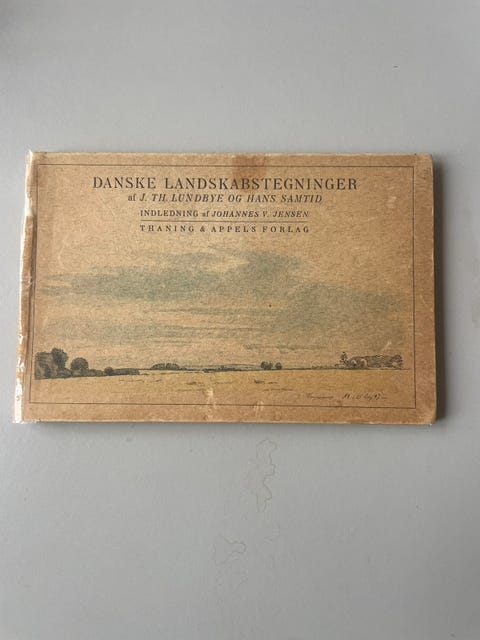 DANSKE LANDSKABSTEGNINGER
af J. TH. LUNDBYE OG HANS SAMTID
INDLEDNING af JOHANNES V. JENSEN
THANING & APPELS FORLAG